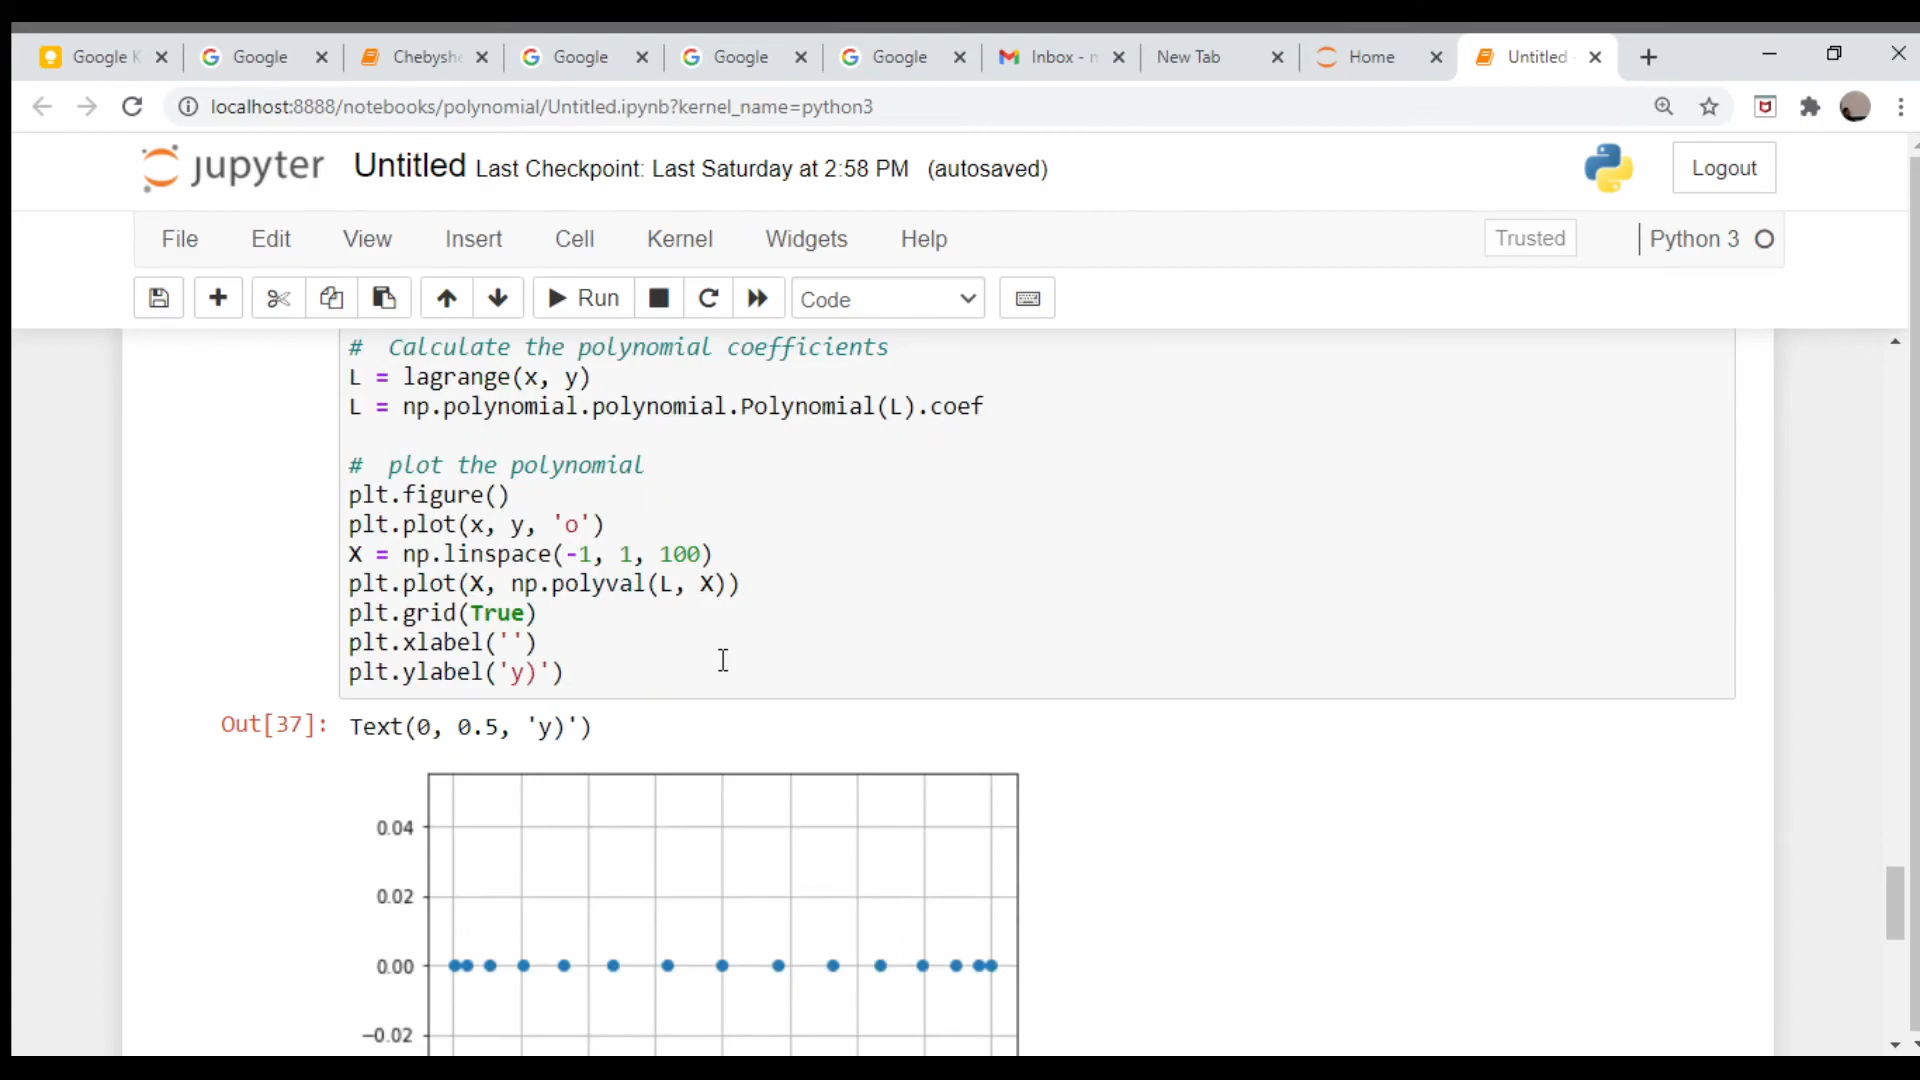 Google K
Google
Chebyshe
Google
Google
Google
Inbox - m
New Tab
Home
Untitled
localhost:8888/notebooks/polynomial/Untitled.ipynb?kernel_name=python3
jupyter Untitled Last Checkpoint: Last Saturday at 2:58 PM (autosaved)
Logout
File Edit View Insert Cell Kernel Widgets Help
Trusted
Python 3
Run
Code
# Calculate the polynomial coefficients
L = lagrange(x, y)
L = np.polynomial.polynomial.Polynomial(L).coef
# plot the polynomial
plt.figure()
plt.plot(x, y, 'o')
X = np.linspace(-1, 1, 100)
plt.plot(X, np.polyval(L, X))
plt.grid(True)
plt.xlabel('')
plt.ylabel('y)')
Out[37]: Text(0, 0.5, 'y)')
0.04
0.02
0.00
−0.02